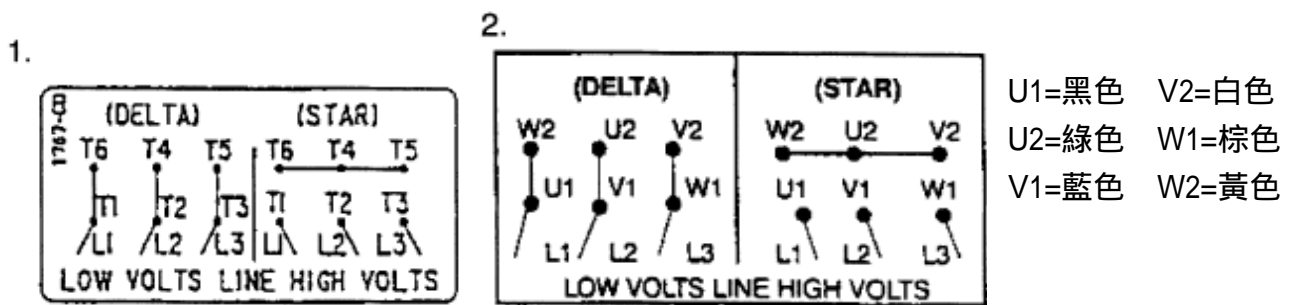 1.
1767-CD
(DELTA) (STAR)
T6 T4 T5 T6 T4 T5
T1 T2 T3 T1 T2 T3
L1 L2 L3 L1 L2 L3
LOW VOLTS LINE HIGH VOLTS
2.
(DELTA) (STAR)
W2 U2 V2 W2 U2 V2
U1 V1 W1 U1 V1 W1
L1 L2 L3 L1 L2 L3
LOW VOLTS LINE HIGH VOLTS
U1=黑色 V2=白色
U2=綠色 W1=棕色
V1=藍色 W2=黃色